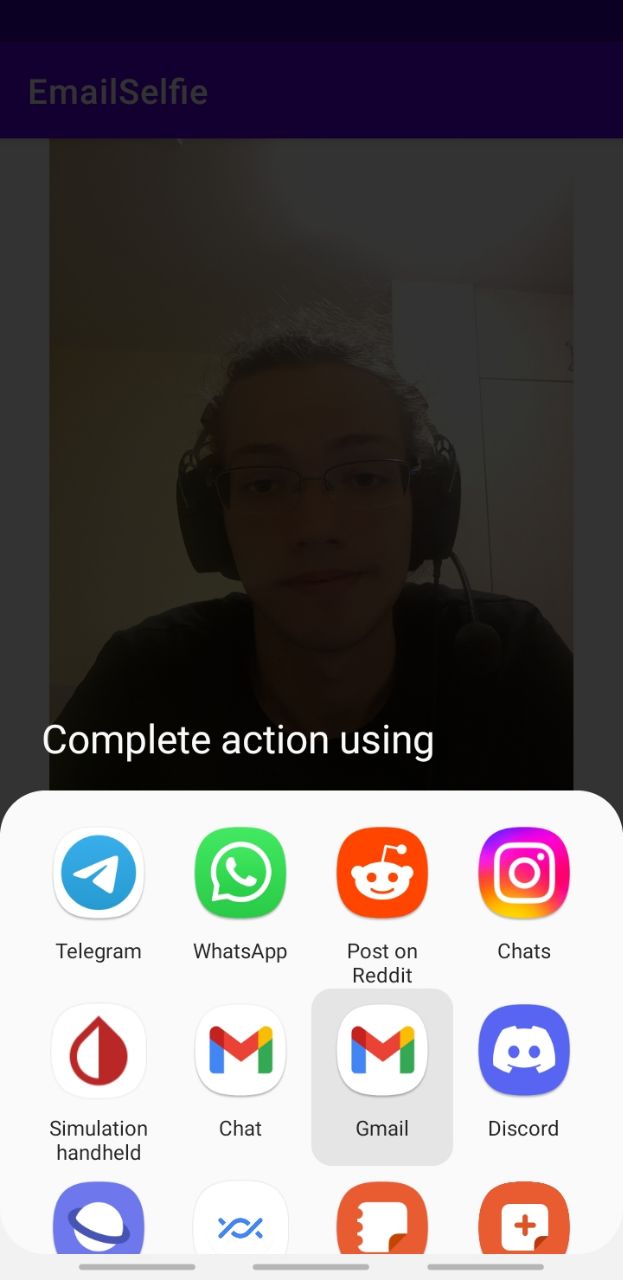 EmailSelfie
Complete action using
Telegram
WhatsApp
Post on
Reddit
Chats
Simulation
handheld
Chat
Gmail
Discord